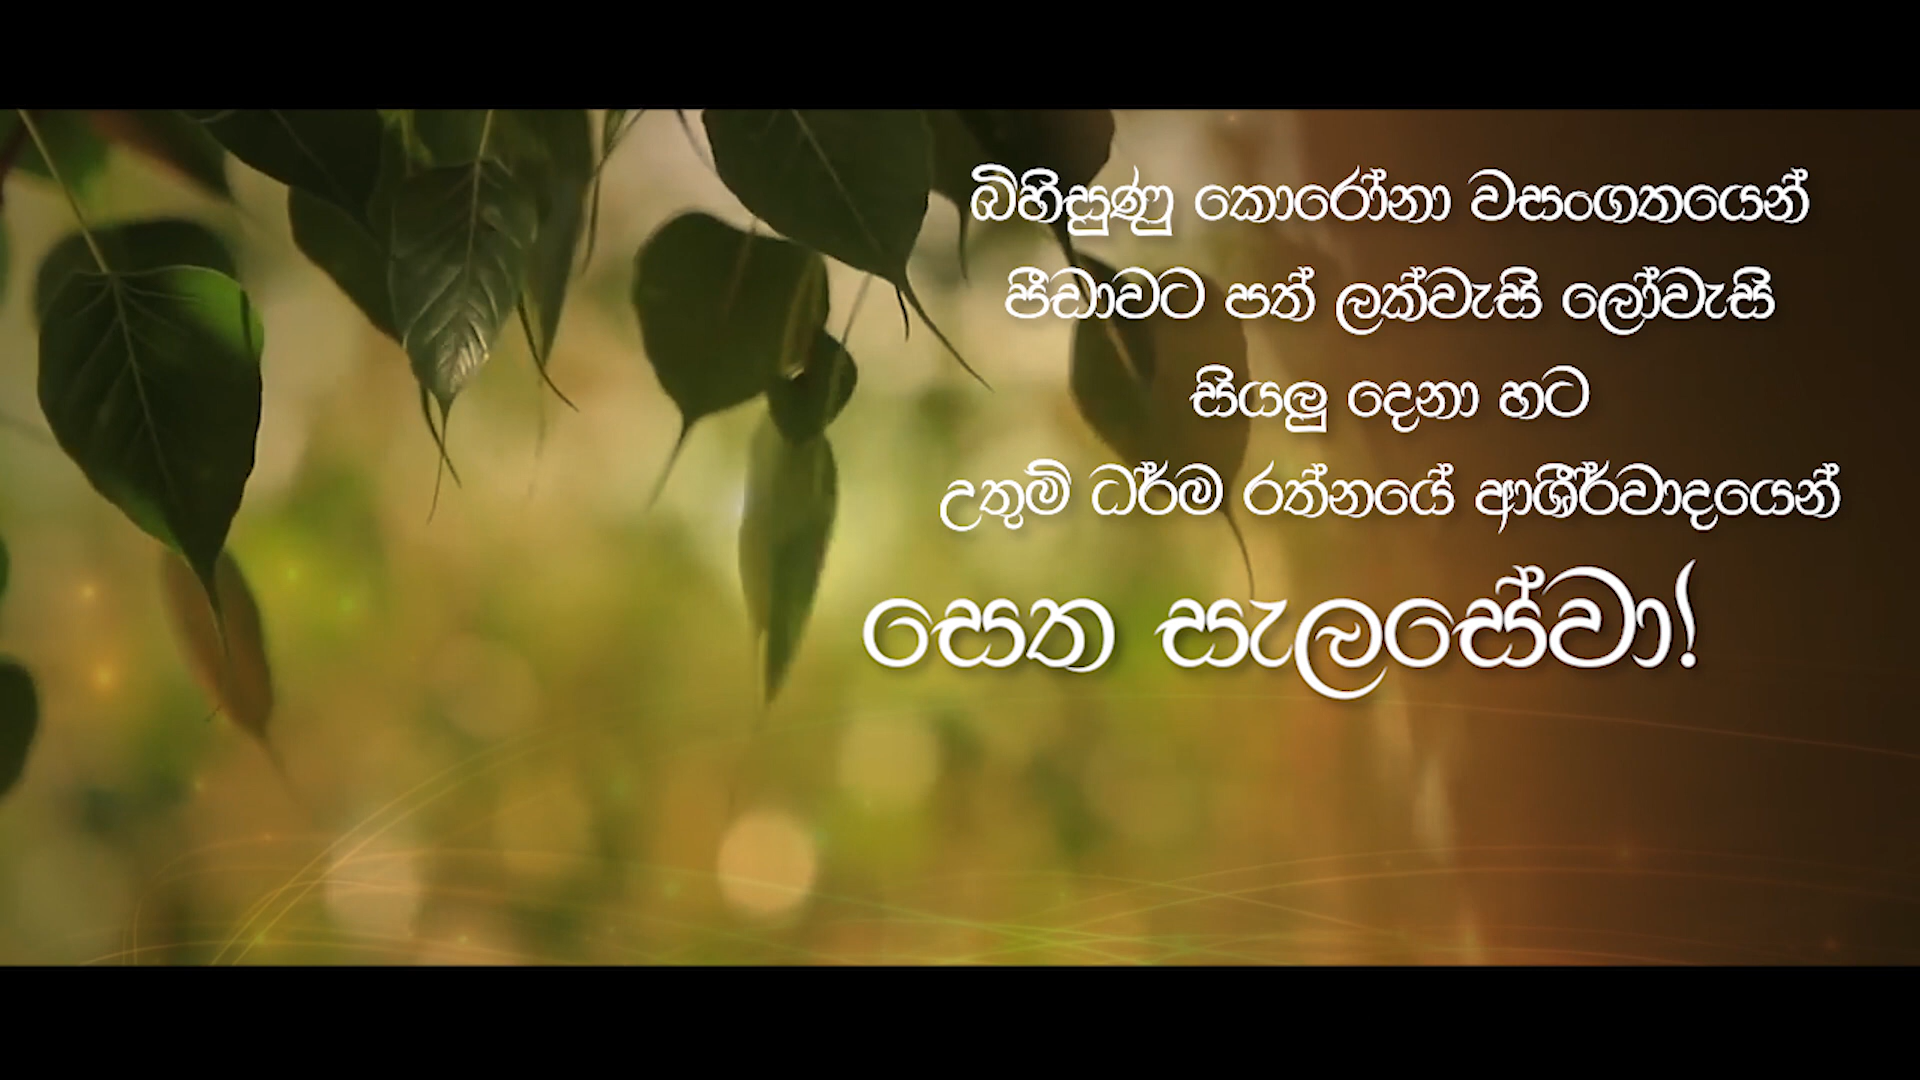 බිහිසුණු කොරෝනා වසංගතයෙන්
පීඩාවට පත් ලක්වැසි ලෝවැසි
සියලු දෙනා හට
උතුම් ධර්ම රත්නයේ ආශීර්වාදයෙන්
සෙත සැලසේවා!